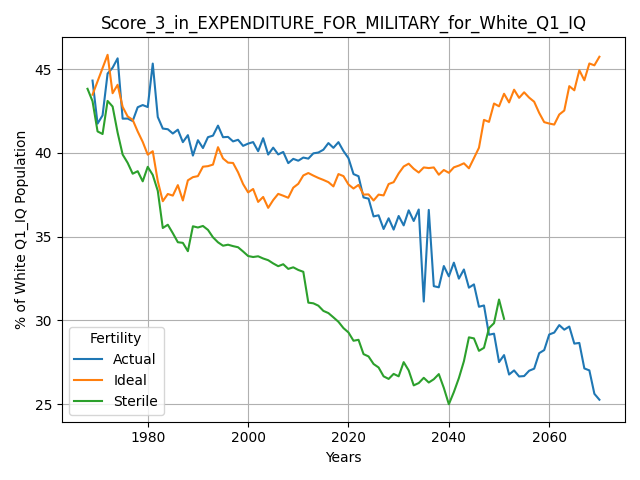 Score_3_in_EXPENDITURE_FOR_MILITARY_for_White_Q1_IQ
% of White Q1_IQ Population
45
40
35
30
25
Fertility
Actual
Ideal
Sterile
1980 2000 2020 2040 2060
Years